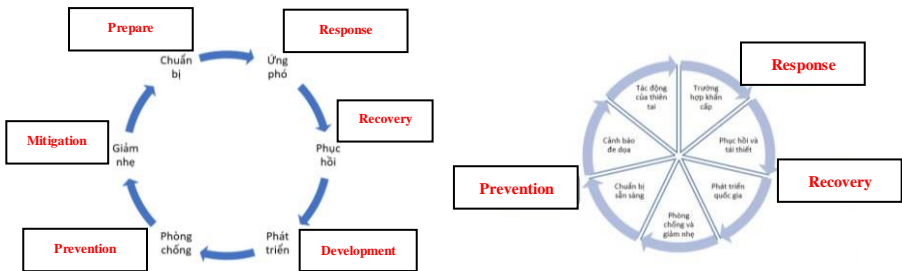 Prepare
Chuẩn
bị
Response
Ứng
phó
Recovery
Phục
hồi
Development
Phát
triển
Prevention
Phòng
chống
Mitigation
Giảm
nhẹ
Response
Trường
hợp khẩn
cấp
Phục hồi và
tái thiết
Recovery
Phát triển
quốc gia
Phòng
chống và
giảm nhẹ
Chuẩn bị
sẵn sàng
Prevention
Cảnh báo
đe dọa
Tác động
của thiên
tai